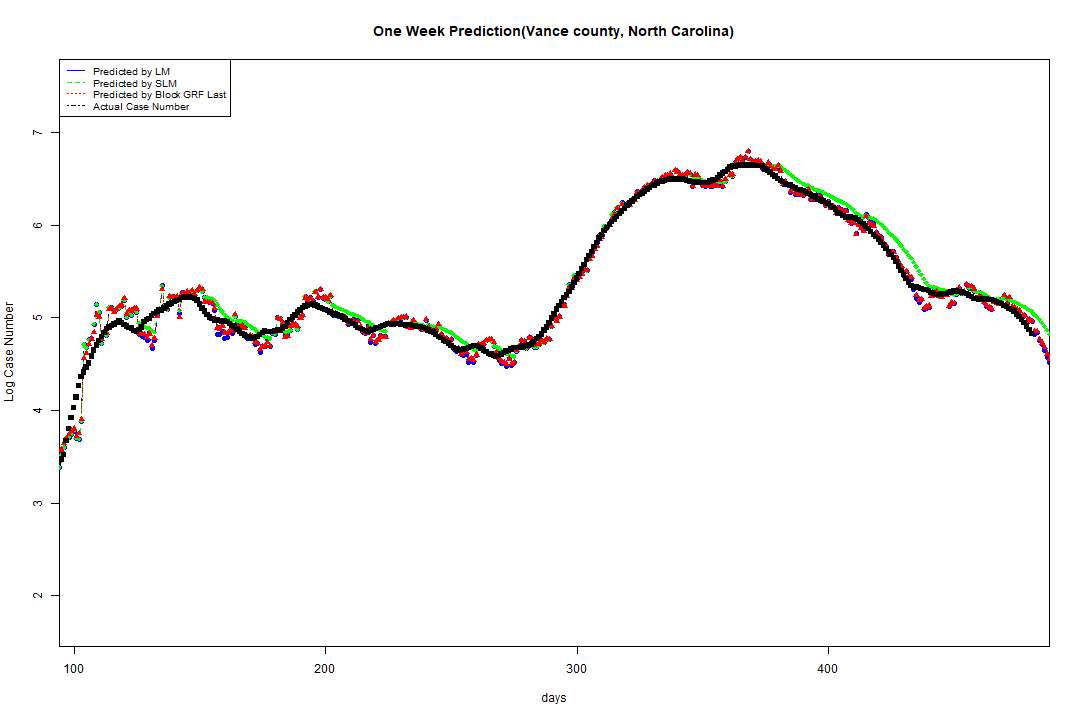 One Week Prediction(Vance county, North Carolina)
Predicted by LM
Predicted by SLM
Predicted by Block GRF Last
Actual Case Number
Log Case Number
7
6
5
4
3
2
100 200 300 400
days